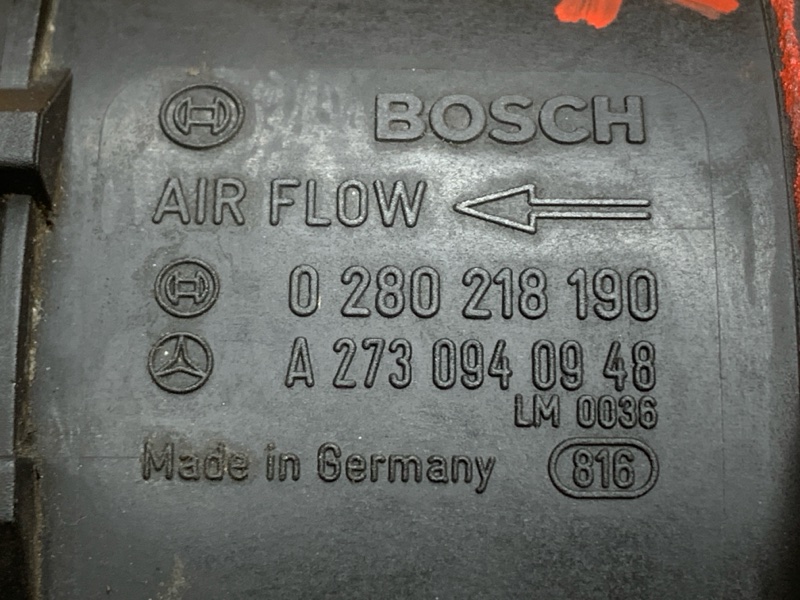 BOSCH
AIR FLOW
0 280 218 190
A 273 094 09 48
LM 0036
Made in Germany 816